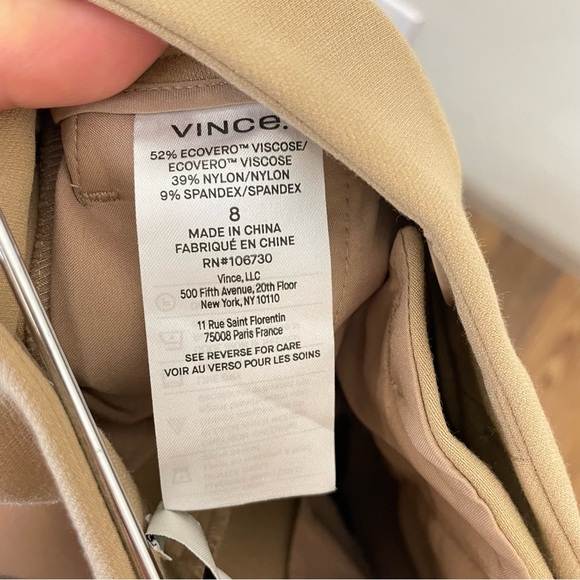 VINCE.
52% ECOVERO™ VISCOSE/
ECOVERO™ VISCOSE
39% NYLON/NYLON
9% SPANDEX/SPANDEX
8
MADE IN CHINA
FABRIQUÉ EN CHINE
RN#106730
Vince, LLC
500 Fifth Avenue, 20th Floor
New York, NY 10110
11 Rue Saint Florentin
75008 Paris France
SEE REVERSE FOR CARE
VOIR AU VERSO POUR LES SOINS